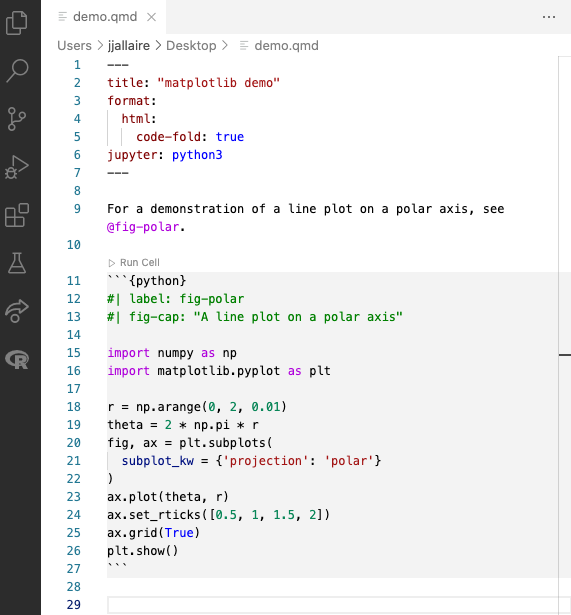 demo.qmd
Users > jjallaire > Desktop > demo.qmd
1 ---
2 title: "matplotlib demo"
3 format:
4   html:
5     code-fold: true
6 jupyter: python3
7 ---
8
9 For a demonstration of a line plot on a polar axis, see
@fig-polar.
10
Run Cell
11 ```{python}
12 #| label: fig-polar
13 #| fig-cap: "A line plot on a polar axis"
14
15 import numpy as np
16 import matplotlib.pyplot as plt
17
18 r = np.arange(0, 2, 0.01)
19 theta = 2 * np.pi * r
20 fig, ax = plt.subplots(
21   subplot_kw = {'projection': 'polar'}
22 )
23 ax.plot(theta, r)
24 ax.set_rticks([0.5, 1, 1.5, 2])
25 ax.grid(True)
26 plt.show()
27 ```
28
29
R